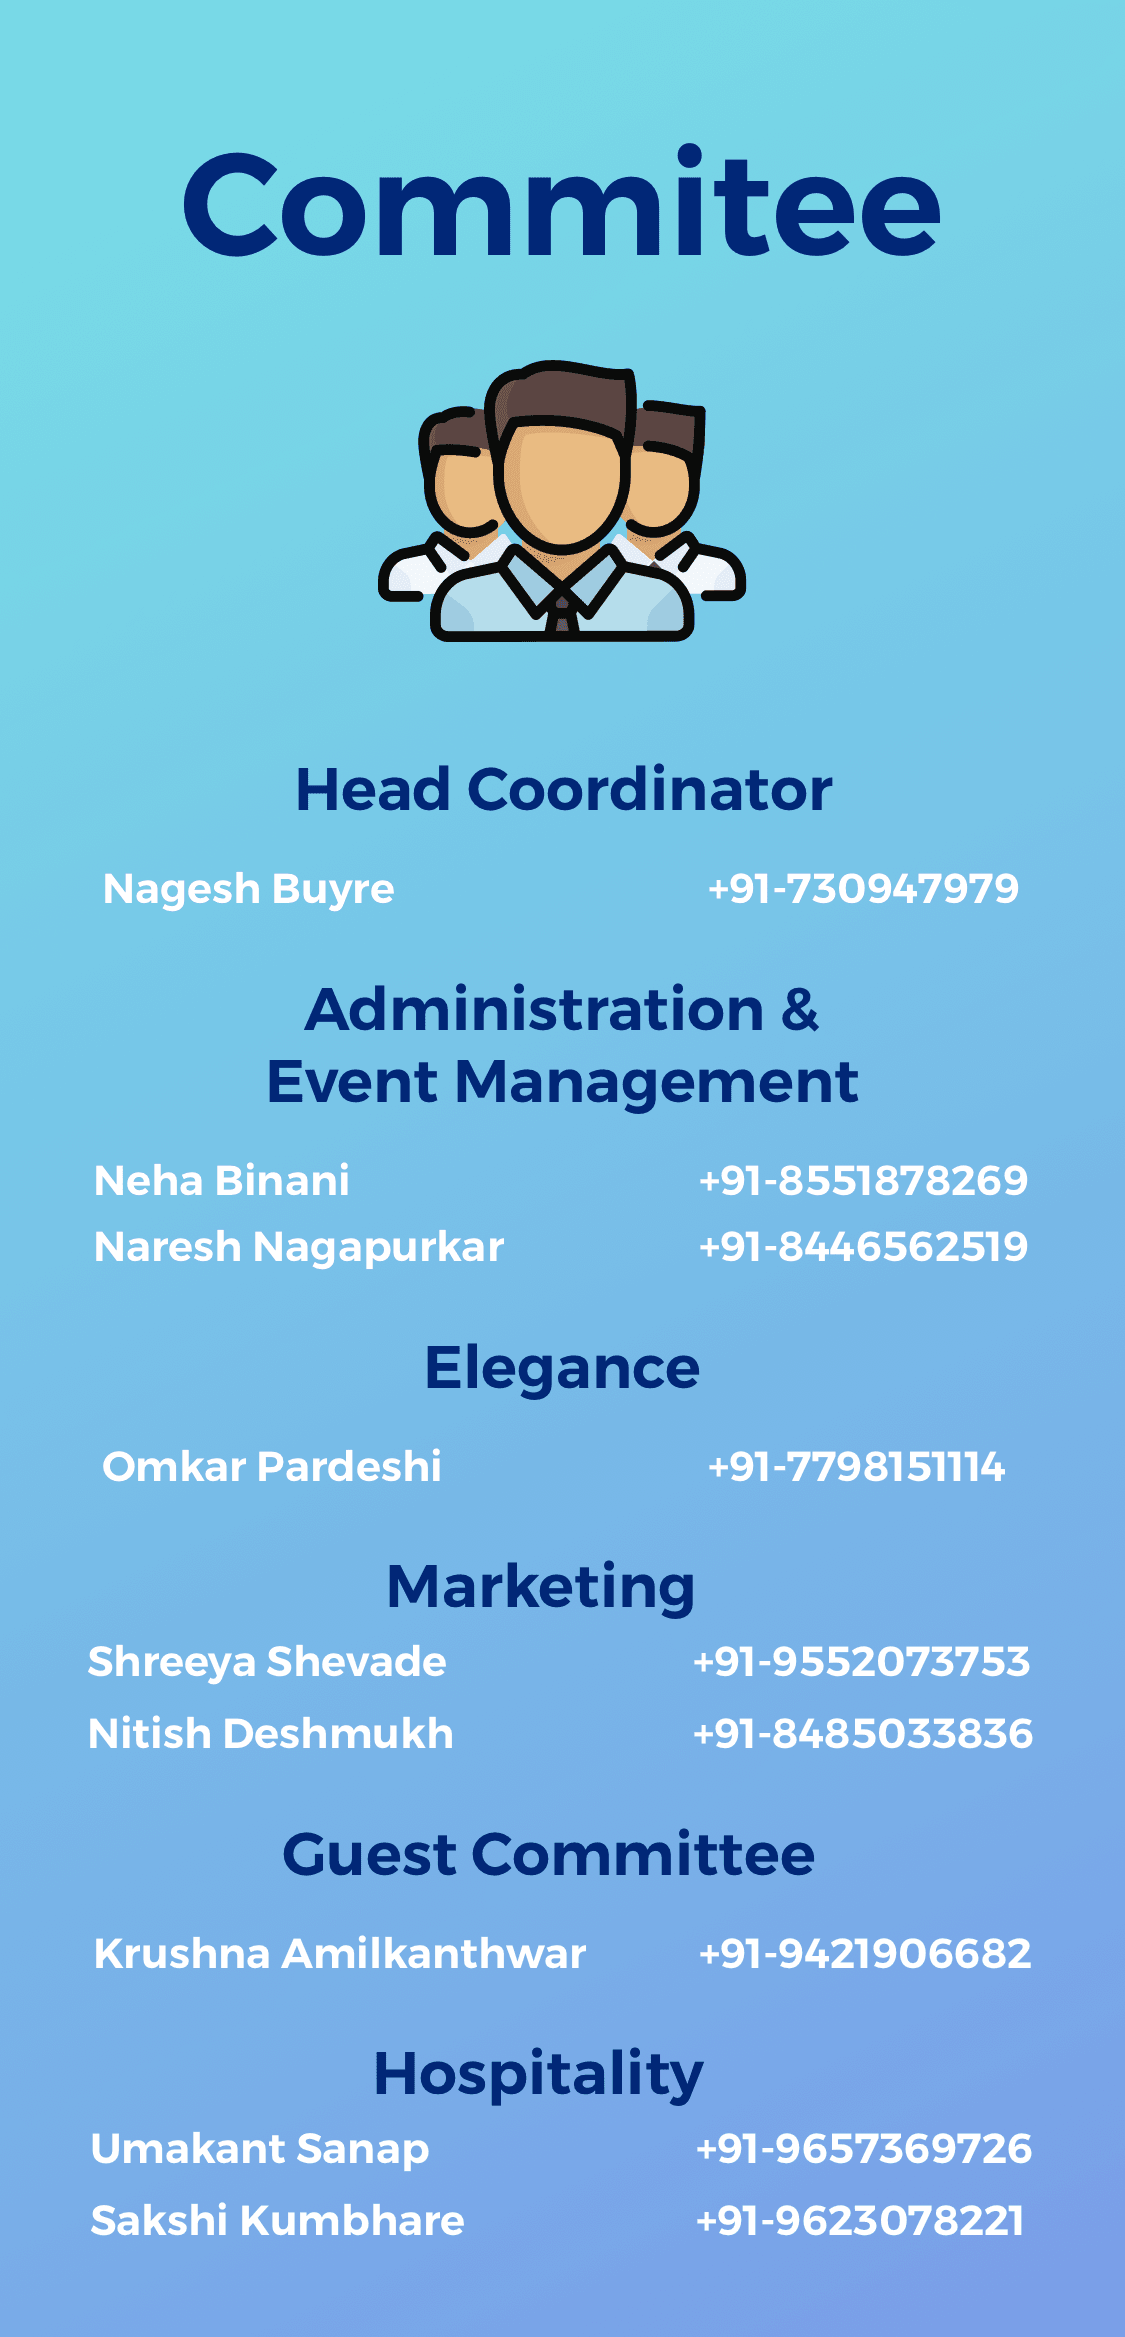 Commitee
Head Coordinator
Nagesh Buyre +91-730947979
Administration &
Event Management
Neha Binani +91-8551878269
Naresh Nagapurkar +91-8446562519
Elegance
Omkar Pardeshi +91-7798151114
Marketing
Shreeya Shevade +91-9552073753
Nitish Deshmukh +91-8485033836
Guest Committee
Krushna Amilkanthwar +91-9421906682
Hospitality
Umakant Sanap +91-9657369726
Sakshi Kumbhare +91-9623078221